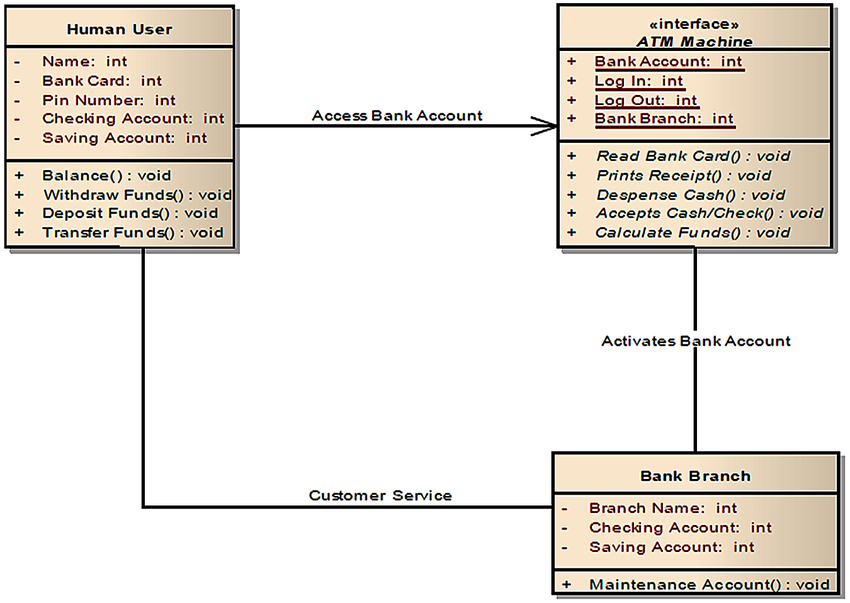 Human User
- Name: int
- Bank Card: int
- Pin Number: int
- Checking Account: int
- Saving Account: int
+ Balance() : void
+ Withdraw Funds() : void
+ Deposit Funds() : void
+ Transfer Funds() : void
Access Bank Account
«interface»
ATM Machine
+ Bank Account: int
+ Log In: int
+ Log Out: int
+ Bank Branch: int
+ Read Bank Card() : void
+ Prints Receipt() : void
+ Despense Cash() : void
+ Accepts Cash/Check() : void
+ Calculate Funds() : void
Activates Bank Account
Customer Service
Bank Branch
- Branch Name: int
- Checking Account: int
- Saving Account: int
+ Maintenance Account() : void